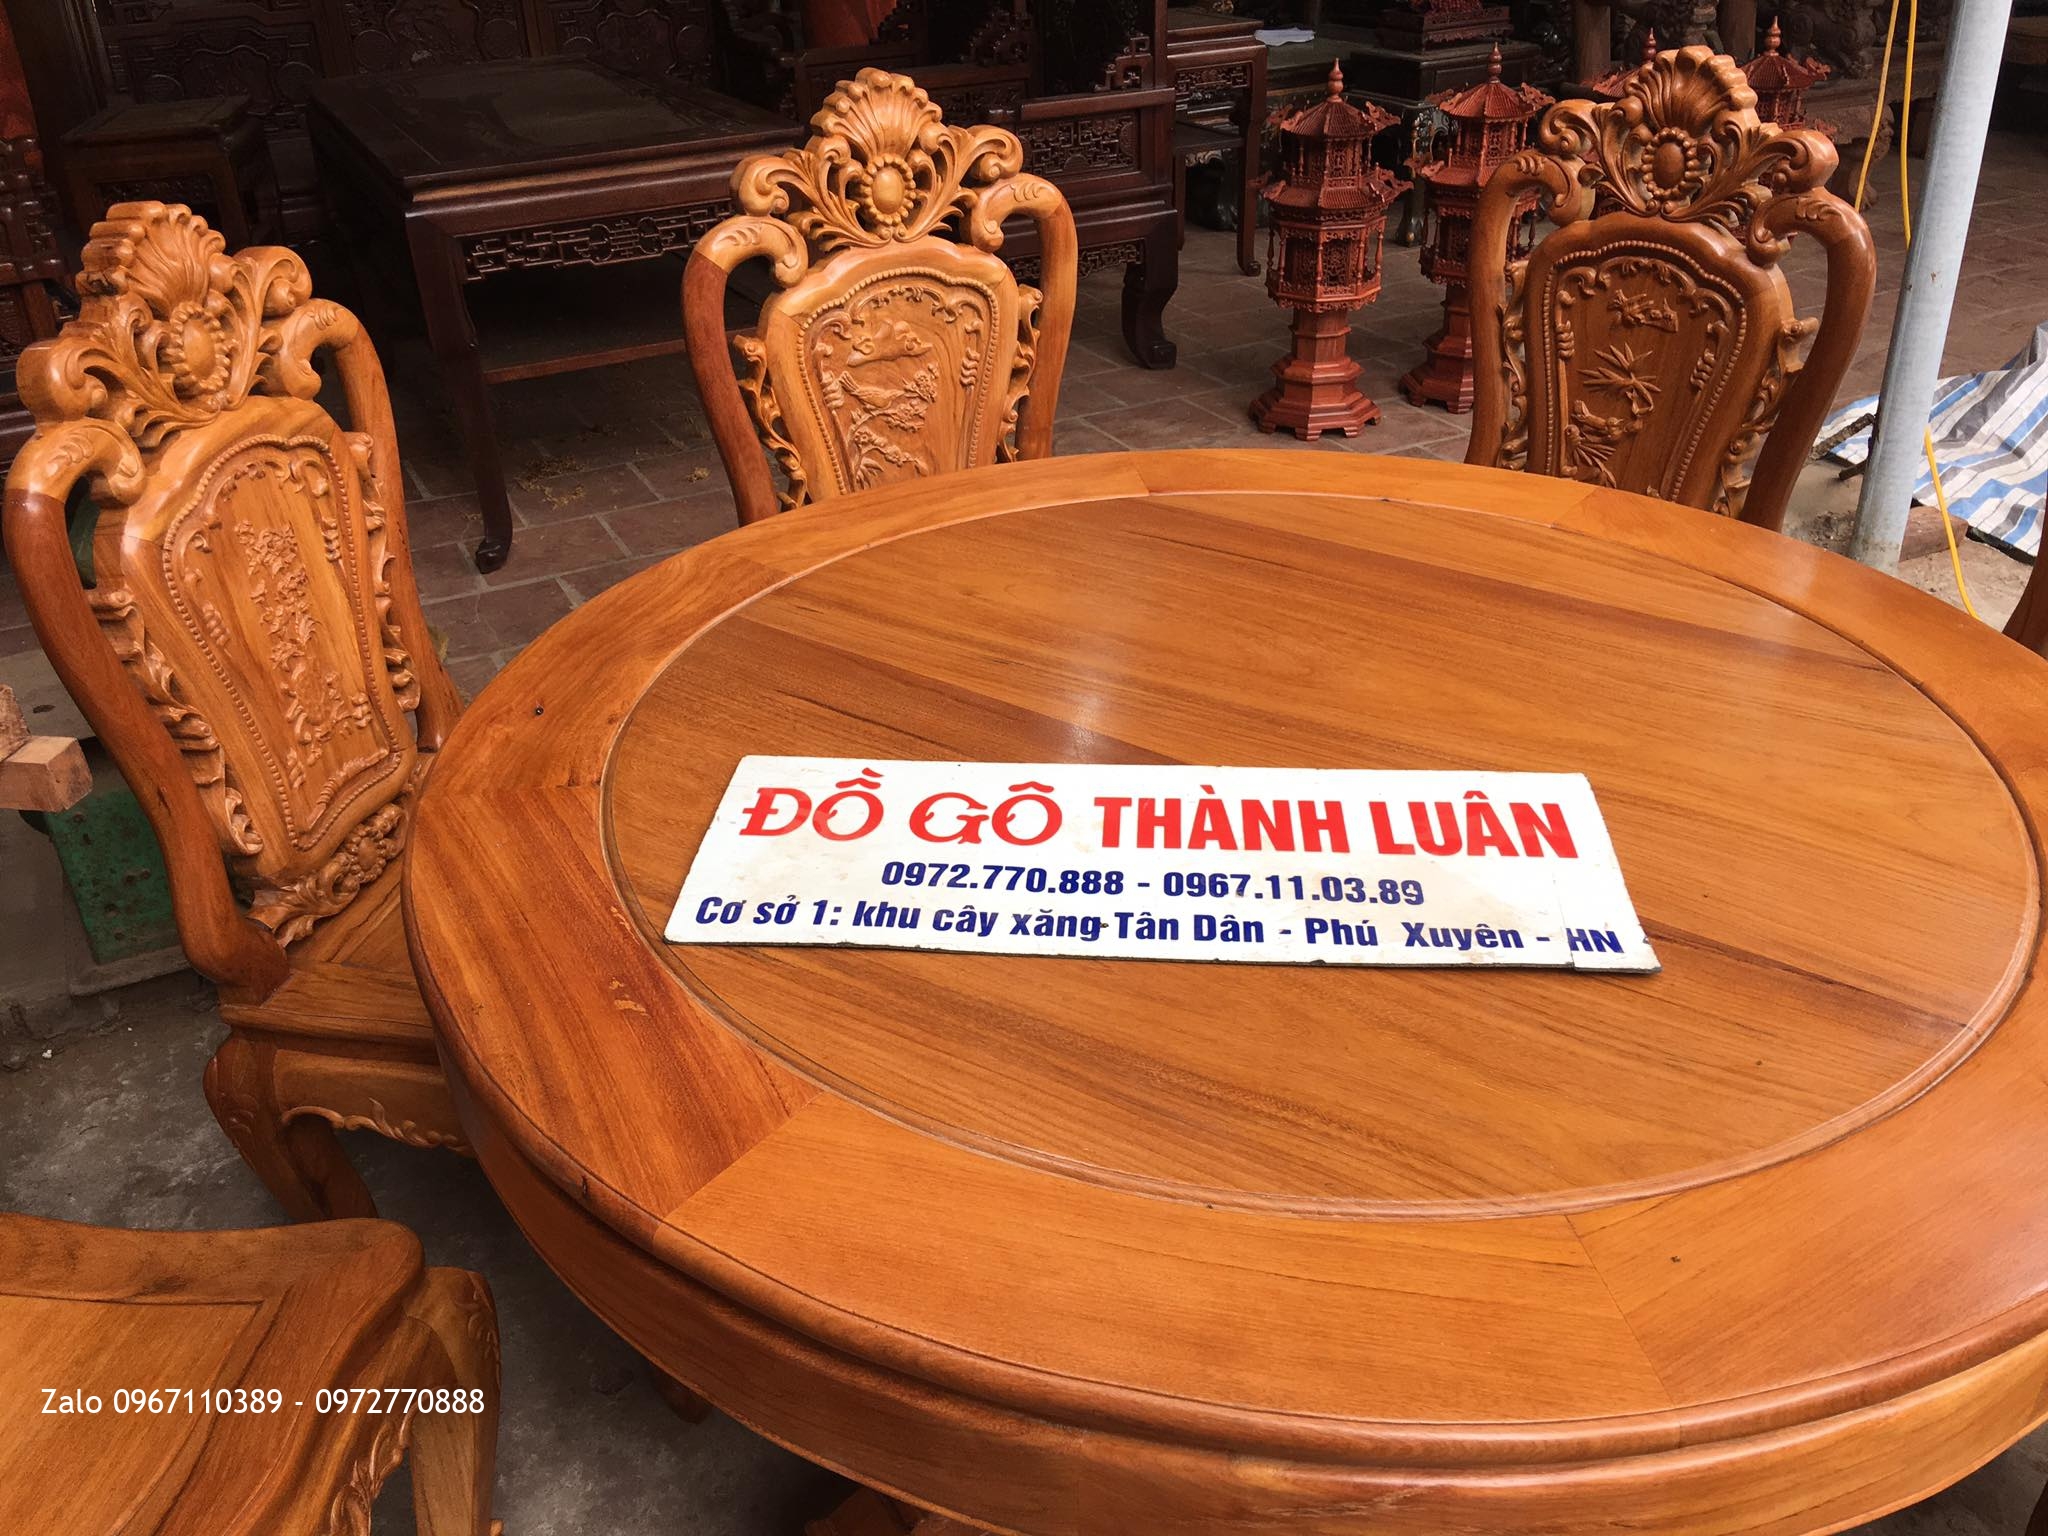 ĐỒ GÔ THÀNH LUÂN
0972.770.888 - 0967.11.03.89
Cơ sở 1: khu cây xăng Tân Dân - Phú Xuyên - HN
Zalo 0967110389 - 0972770888